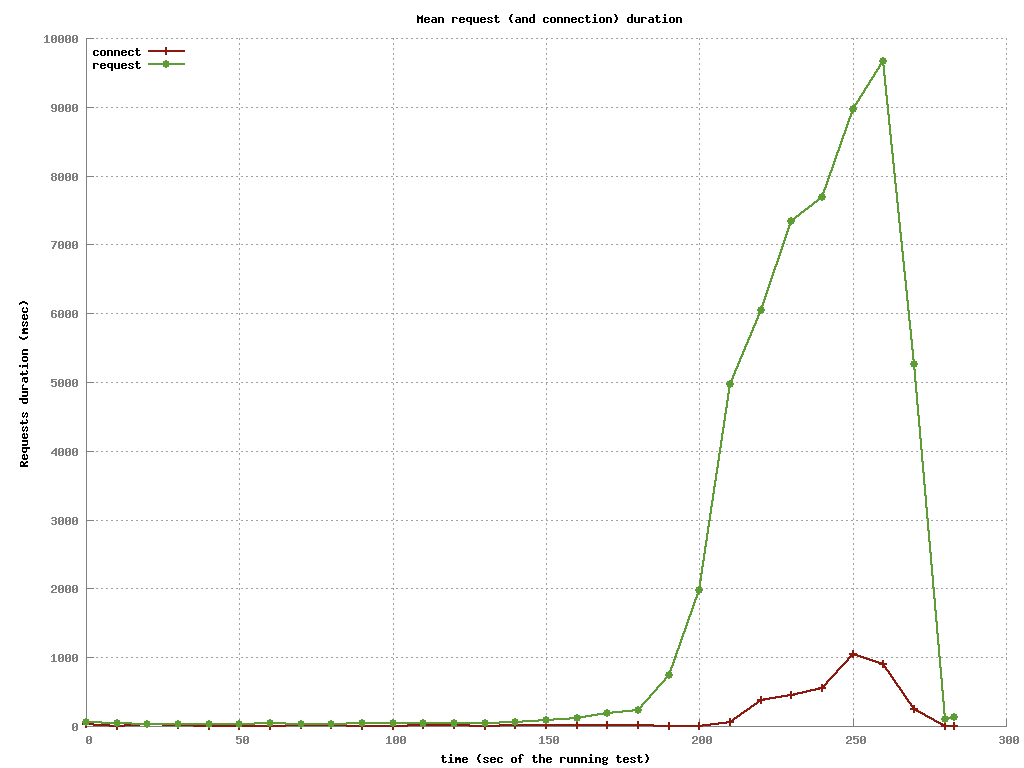 Mean request (and connection) duration
connect
request
10000
9000
8000
7000
6000
5000
4000
3000
2000
1000
0
Requests duration (msec)
0 50 100 150 200 250 300
time (sec of the running test)